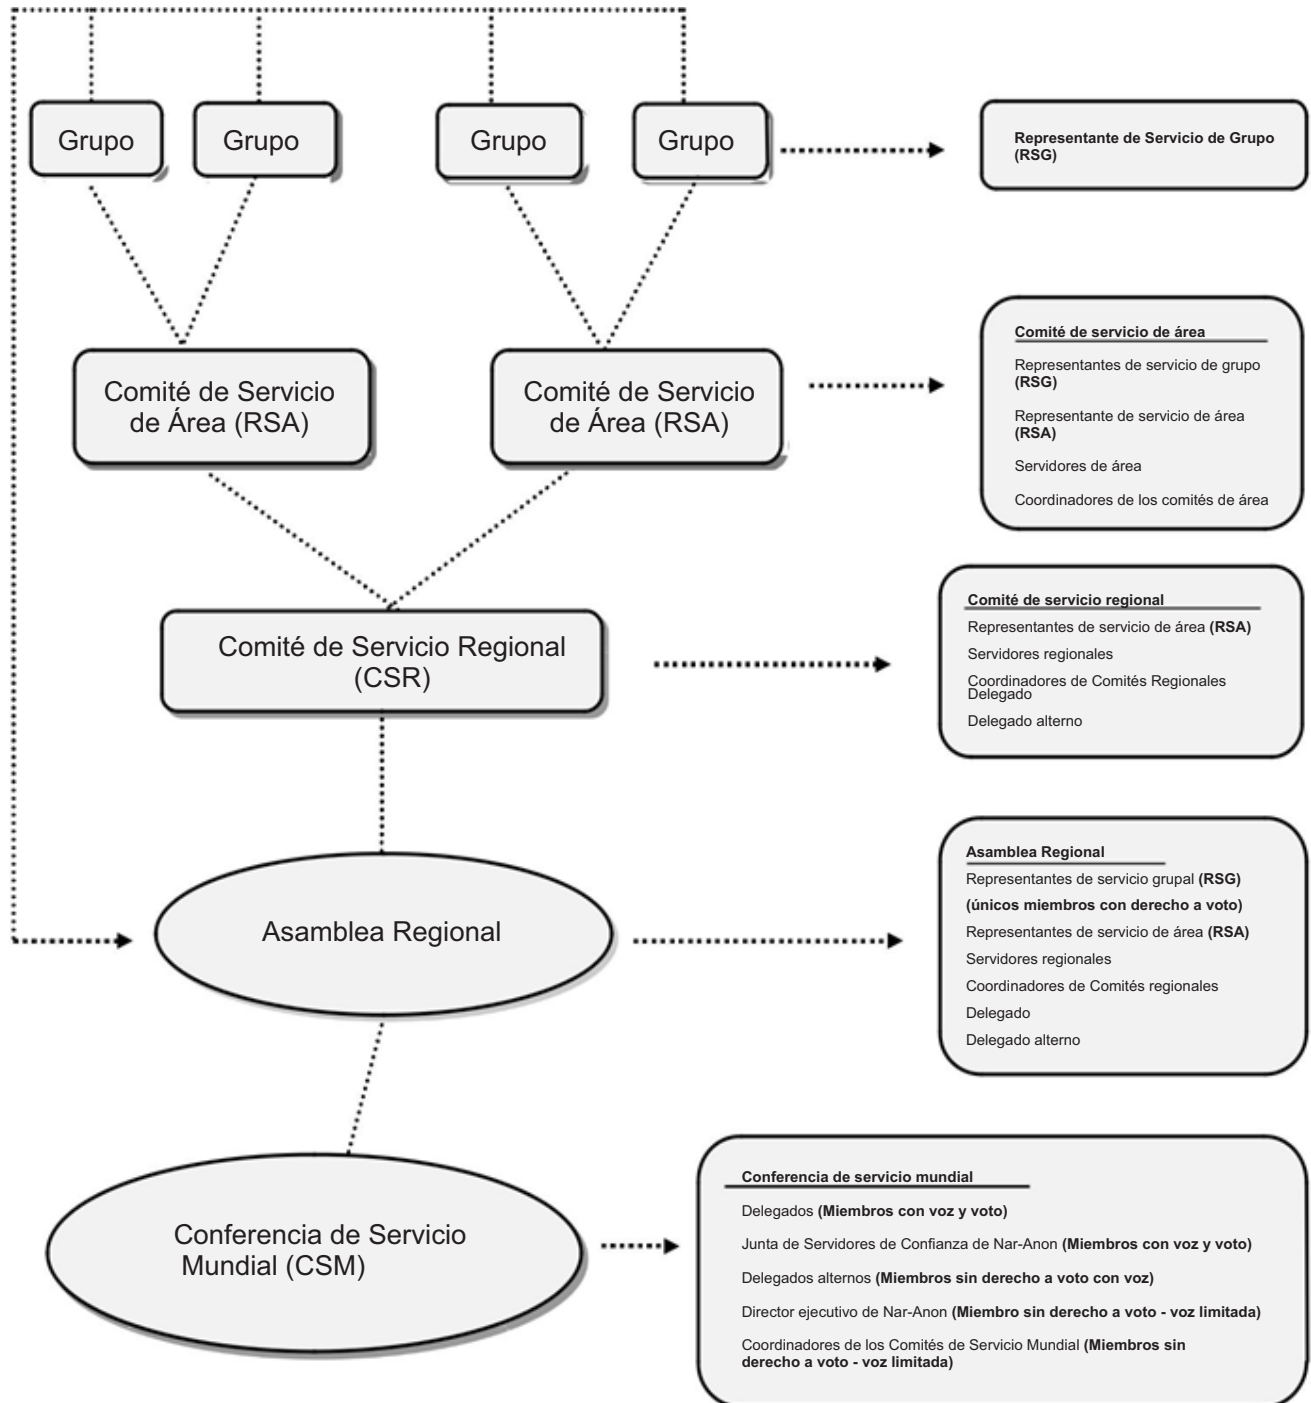 Grupo
Grupo
Grupo
Grupo
Representante de Servicio de Grupo
(RSG)
Comité de Servicio
de Área (RSA)
Comité de Servicio
de Área (RSA)
Comité de servicio de área
Representantes de servicio de grupo
(RSG)
Representante de servicio de área
(RSA)
Servidores de área
Coordinadores de los comités de área
Comité de Servicio Regional
(CSR)
Comité de servicio regional
Representantes de servicio de área (RSA)
Servidores regionales
Coordinadores de Comités Regionales
Delegado
Delegado alterno
Asamblea Regional
Asamblea Regional
Representantes de servicio grupal (RSG)
(únicos miembros con derecho a voto)
Representantes de servicio de área (RSA)
Servidores regionales
Coordinadores de Comités regionales
Delegado
Delegado alterno
Conferencia de Servicio
Mundial (CSM)
Conferencia de servicio mundial
Delegados (Miembros con voz y voto)
Junta de Servidores de Confianza de Nar-Anon (Miembros con voz y voto)
Delegados alternos (Miembros sin derecho a voto con voz)
Director ejecutivo de Nar-Anon (Miembro sin derecho a voto - voz limitada)
Coordinadores de los Comités de Servicio Mundial (Miembros sin
derecho a voto - voz limitada)